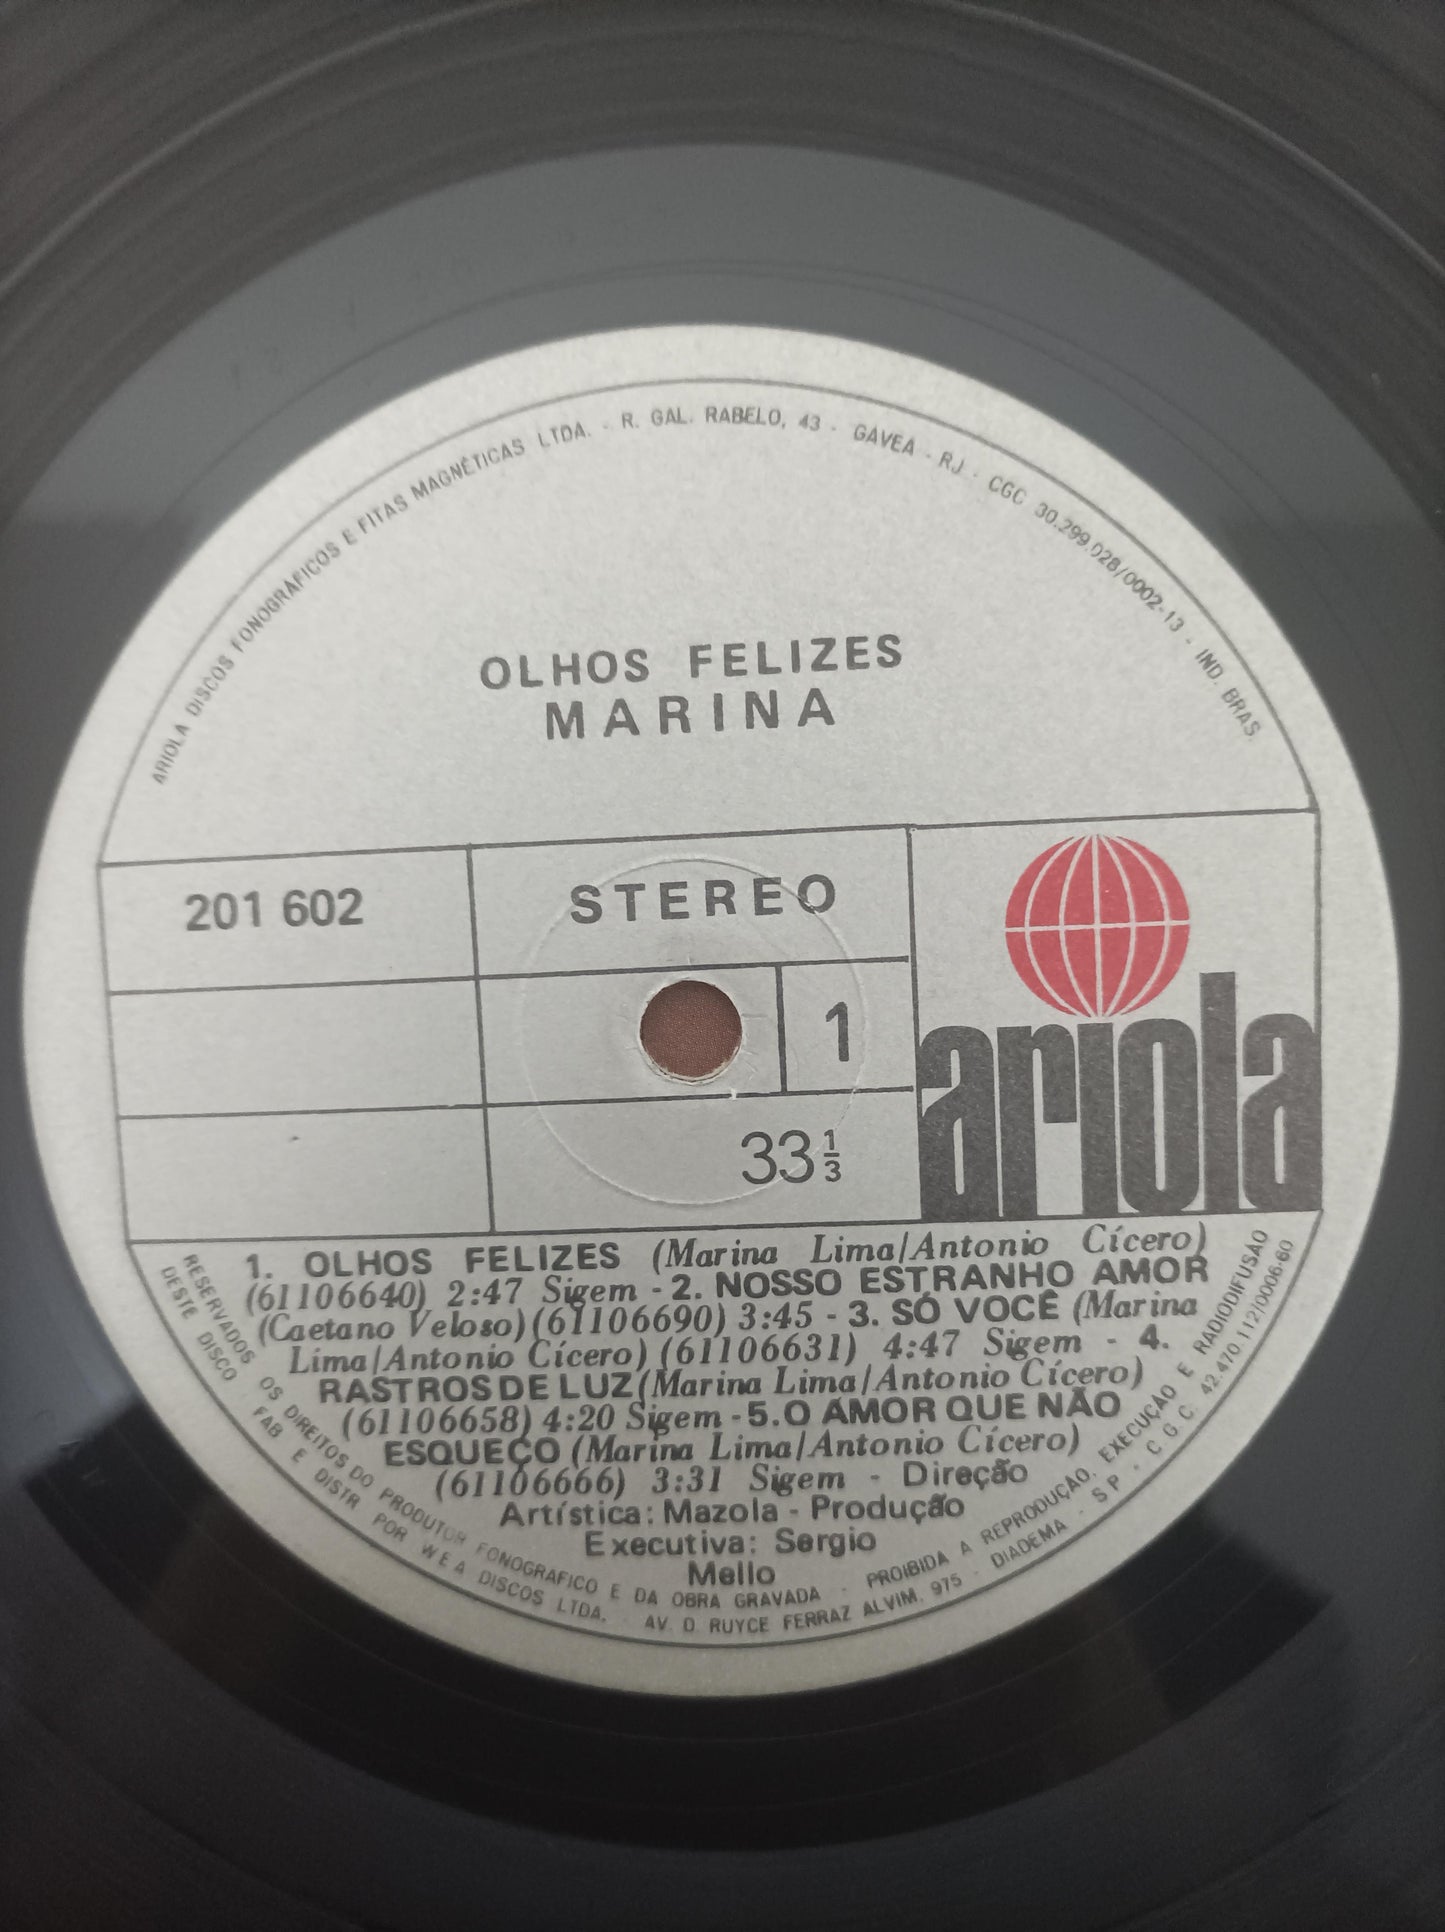 ARIOLA DISCOS FONOGRAFICOS E FITAS MAGNÉTICAS LTDA. - R. GAL. RABELO, 43 - GÁVEA - RJ - CGC 30.299.028/0002-13 - IND. BRAS.
OLHOS FELIZES
MARINA
201 602
STEREO
1
33 1/3
ariola
1. OLHOS FELIZES (Marina Lima/Antonio Cícero)
(61106640) 2:47 Sigem - 2. NOSSO ESTRANHO AMOR
(Caetano Veloso) (61106690) 3:45 - 3. SÓ VOCÊ (Marina
Lima/Antonio Cícero) (61106631) 4:47 Sigem - 4.
RASTROS DE LUZ (Marina Lima/Antonio Cícero)
(61106658) 4:20 Sigem - 5. O AMOR QUE NÃO
ESQUEÇO (Marina Lima/Antonio Cícero)
(61106666) 3:31 Sigem - Direção
Artística: Mazola - Produção
Executiva: Sergio
Mello
RESERVADOS OS DIREITOS DO PRODUTOR FONOGRAFICO E DA OBRA GRAVADA - PROIBIDA A REPRODUÇÃO, EXECUÇÃO E RADIODIFUSÃO
DESTE DISCO FAB E DISTR POR WEA DISCOS LTDA. AV. D RUYCE FERRAZ ALVIM, 975 - DIADEMA - SP - C.G.C. 42.470.112/0006-60